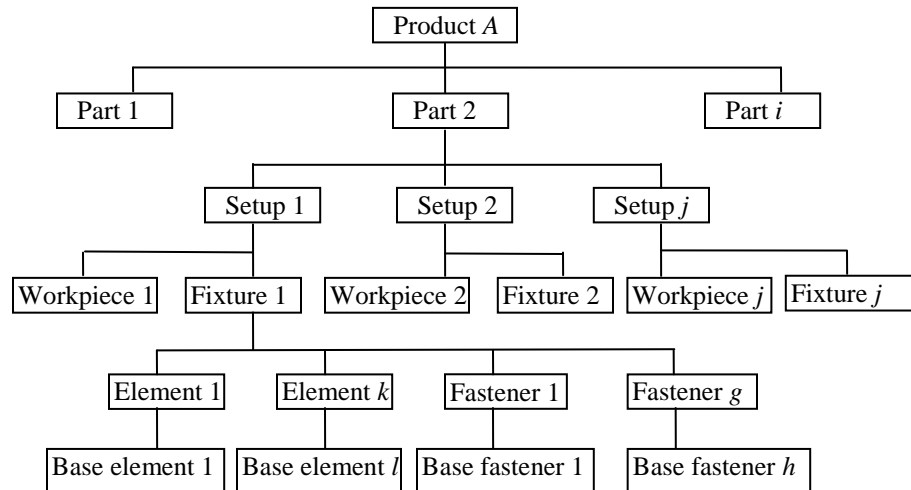 Product A
Part 1 Part 2 Part i
Setup 1 Setup 2 Setup j
Workpiece 1 Fixture 1 Workpiece 2 Fixture 2 Workpiece j Fixture j
Element 1 Element k Fastener 1 Fastener g
Base element 1 Base element l Base fastener 1 Base fastener h